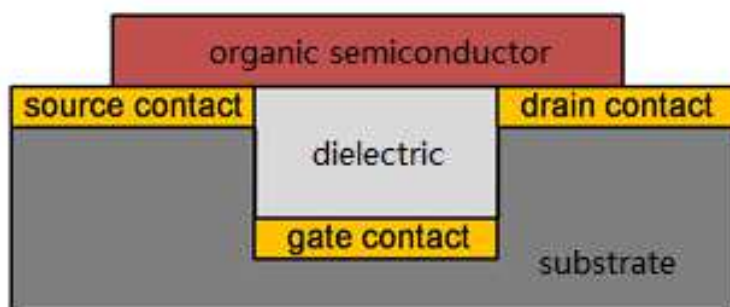 organic semiconductor
source contact
drain contact
dielectric
gate contact
substrate